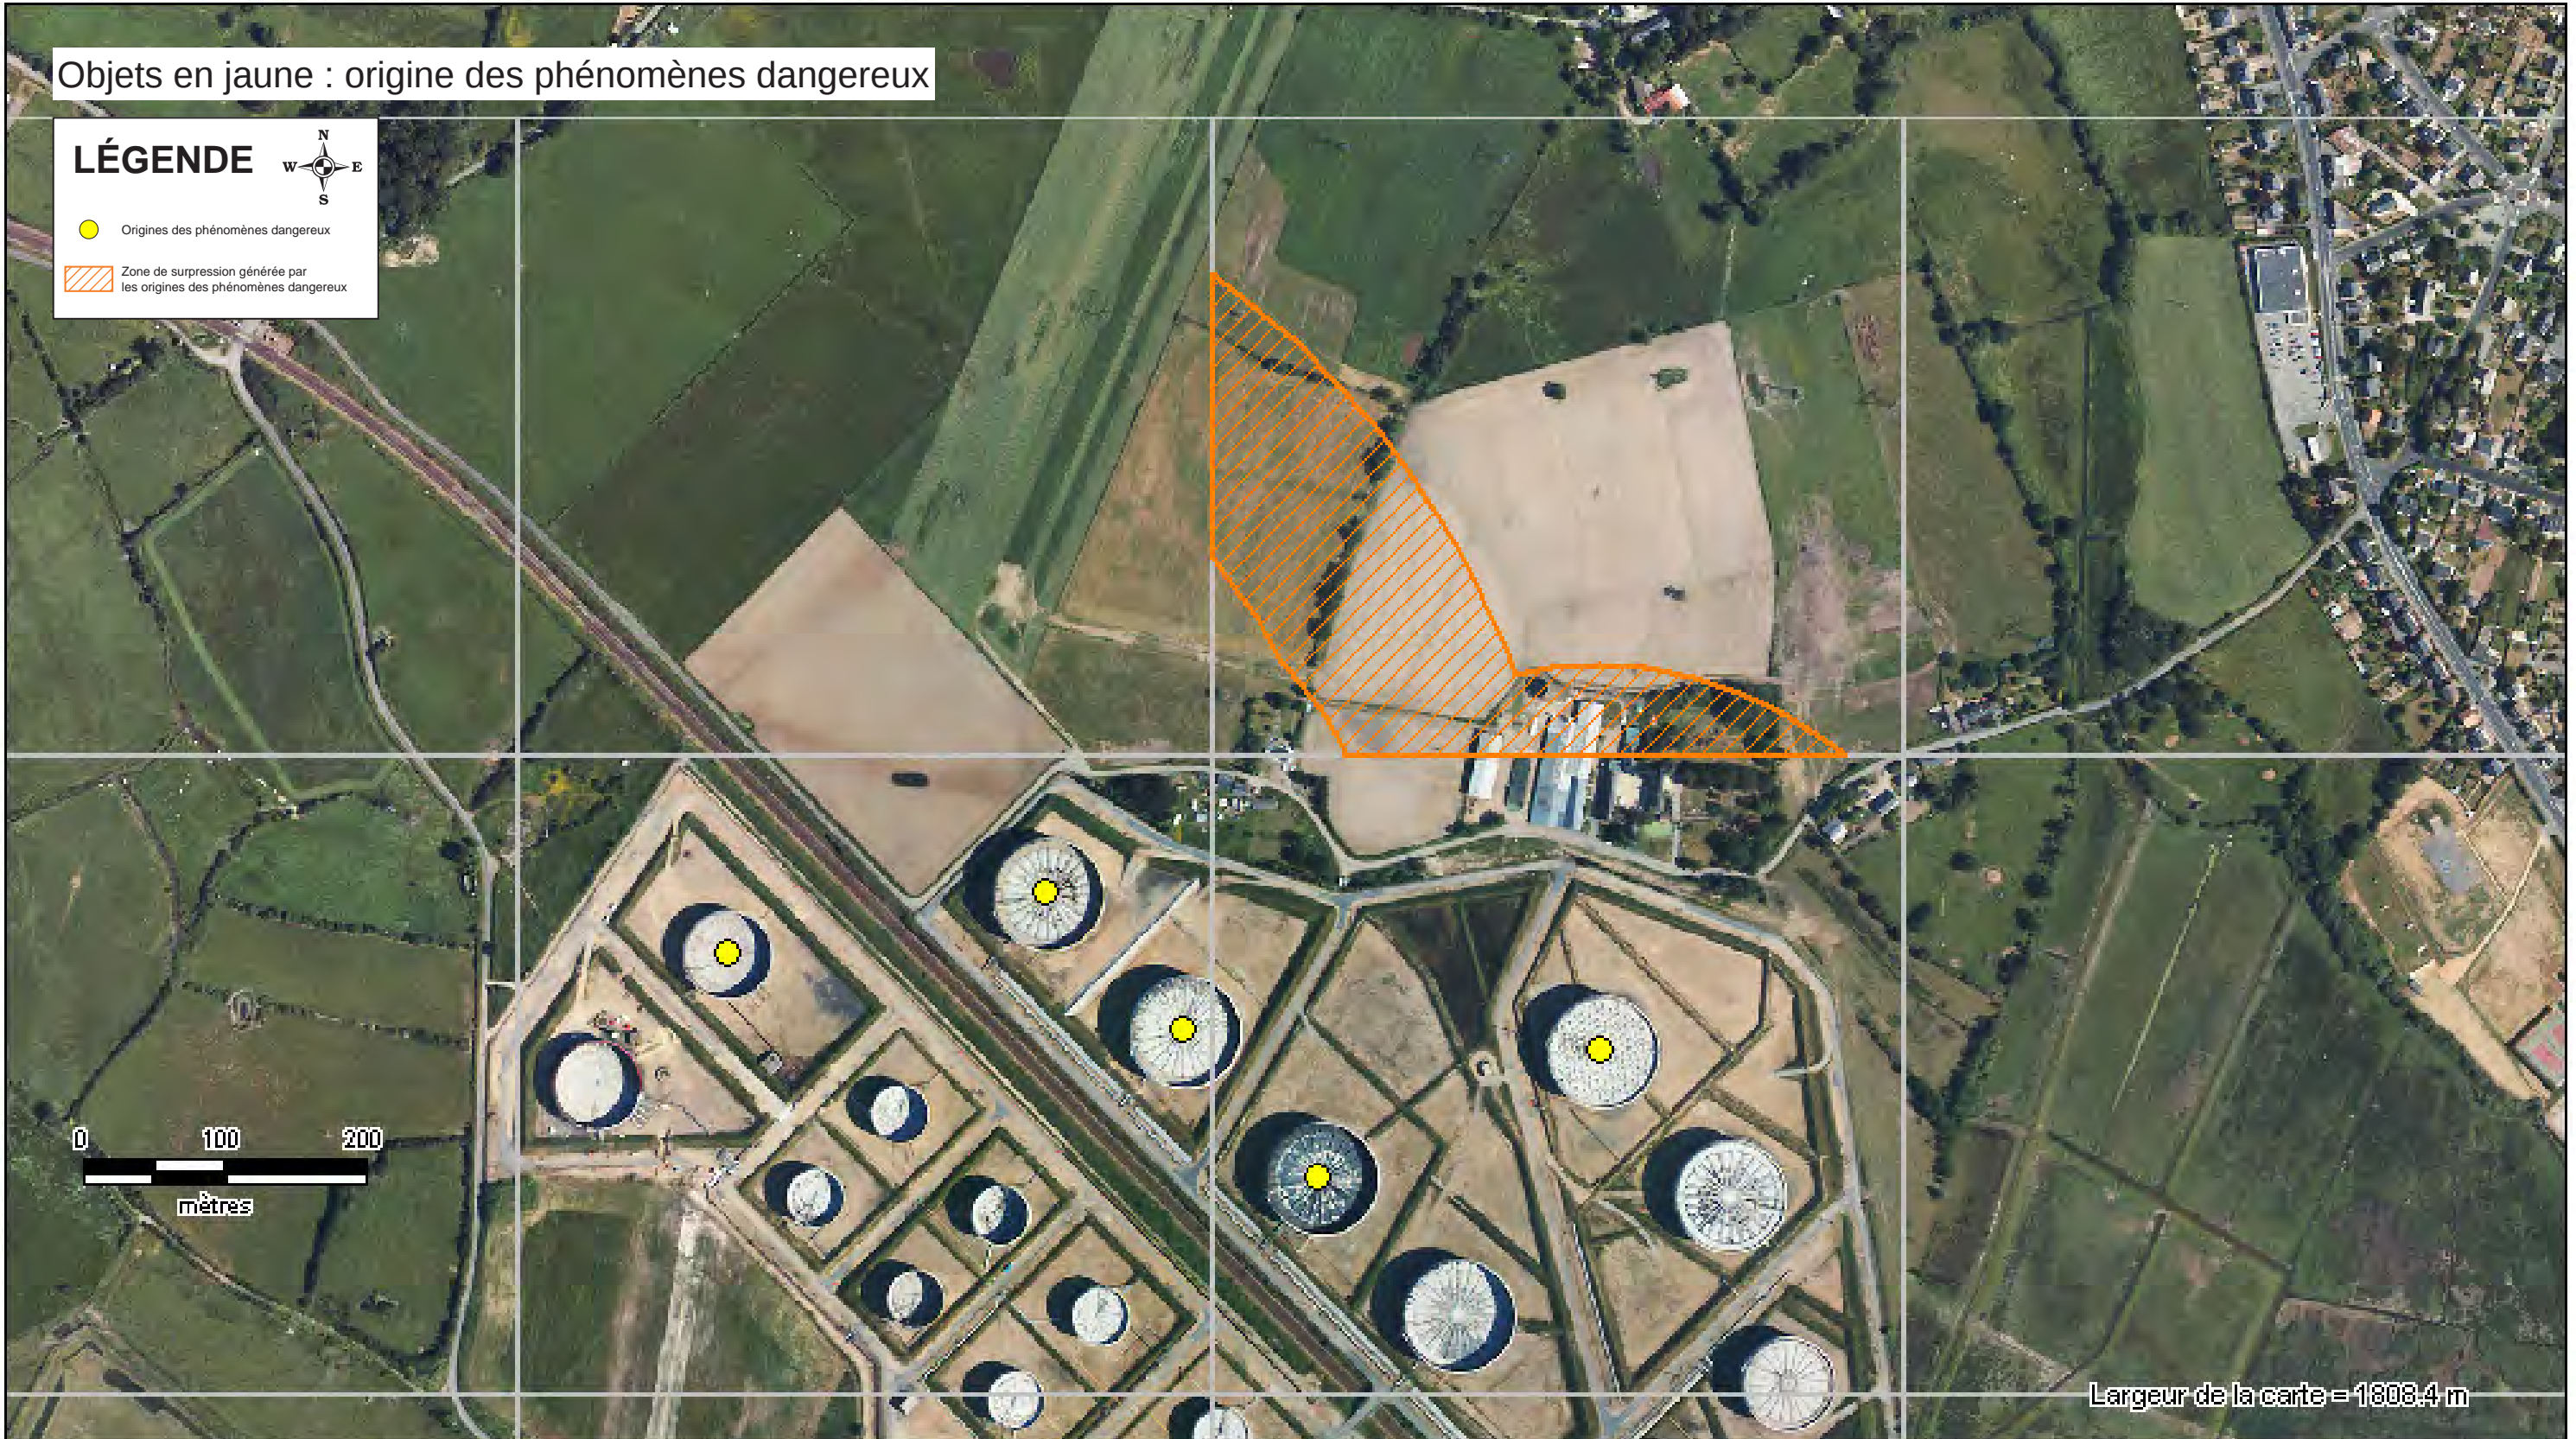 Objets en jaune : origine des phénomènes dangereux
LÉGENDE
N
W
E
S
Origines des phénomènes dangereux
Zone de surpression générée par
les origines des phénomènes dangereux
0 100 200
mètres
Largeur de la carte = 1808.4 m